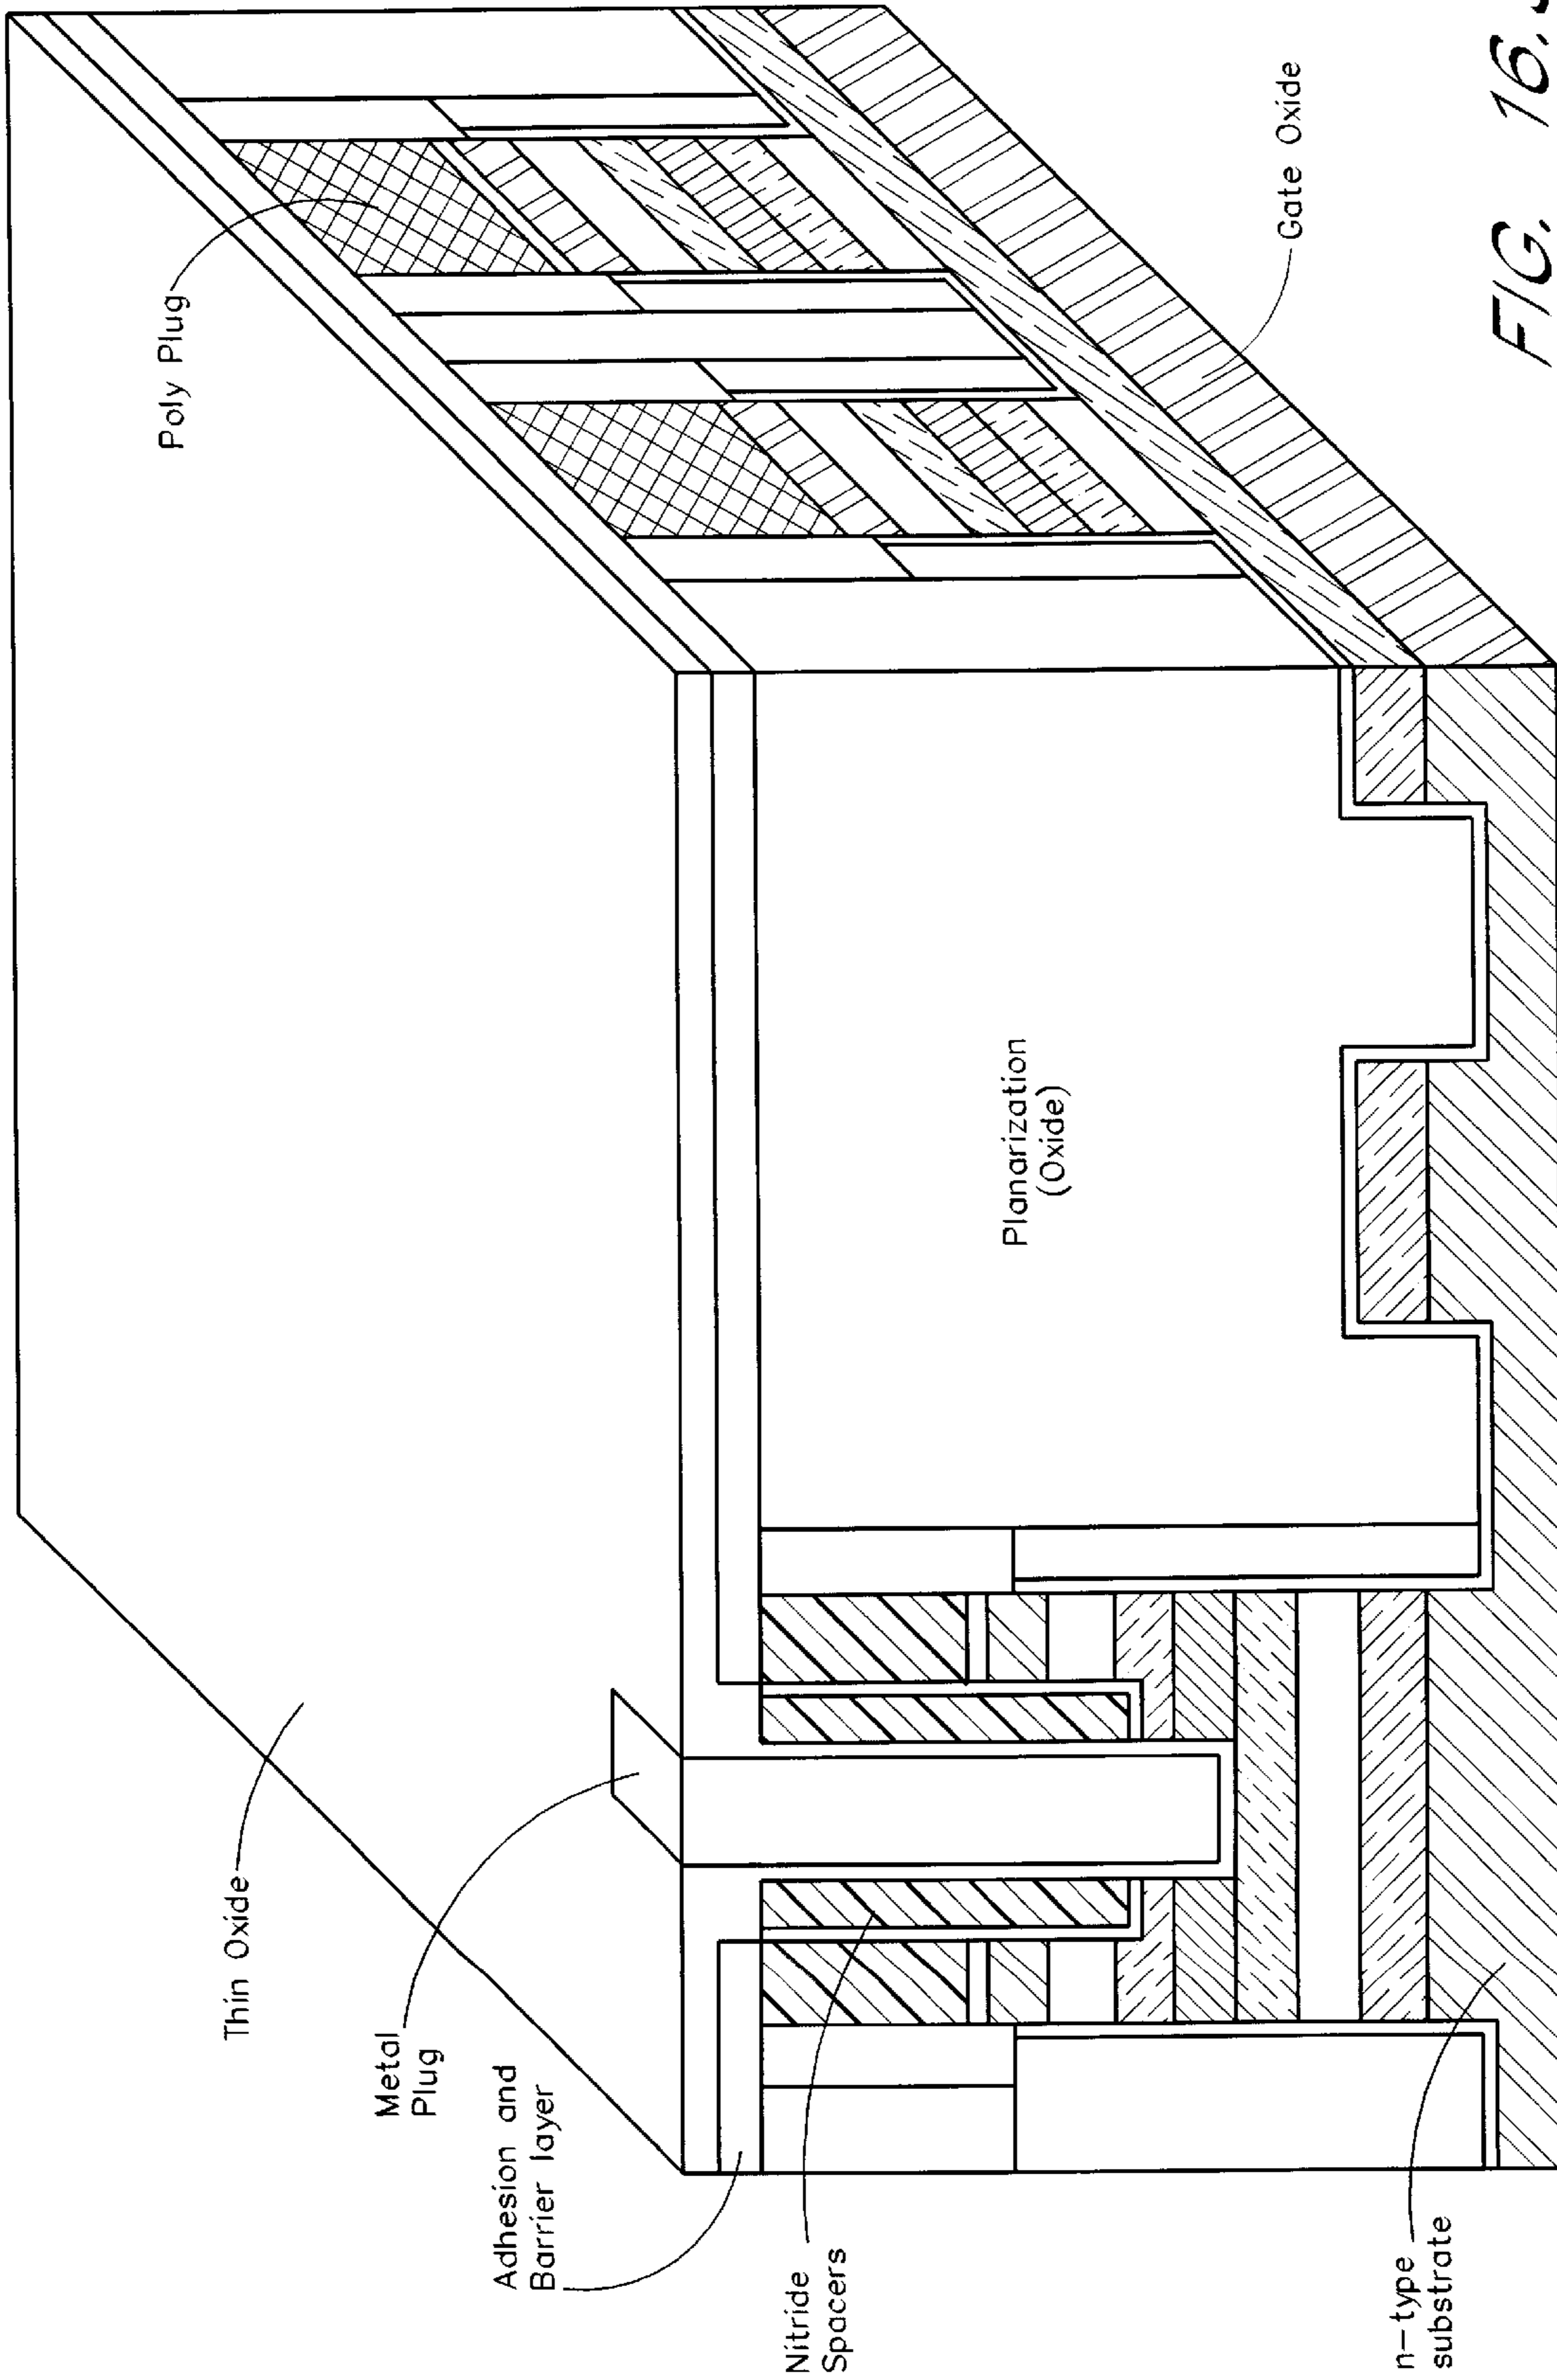 Thin Oxide
Metal
Plug
Adhesion and
Barrier layer
Nitride
Spacers
n-type
substrate
Planarization
(Oxide)
Poly Plug
Gate Oxide
FIG. 16.